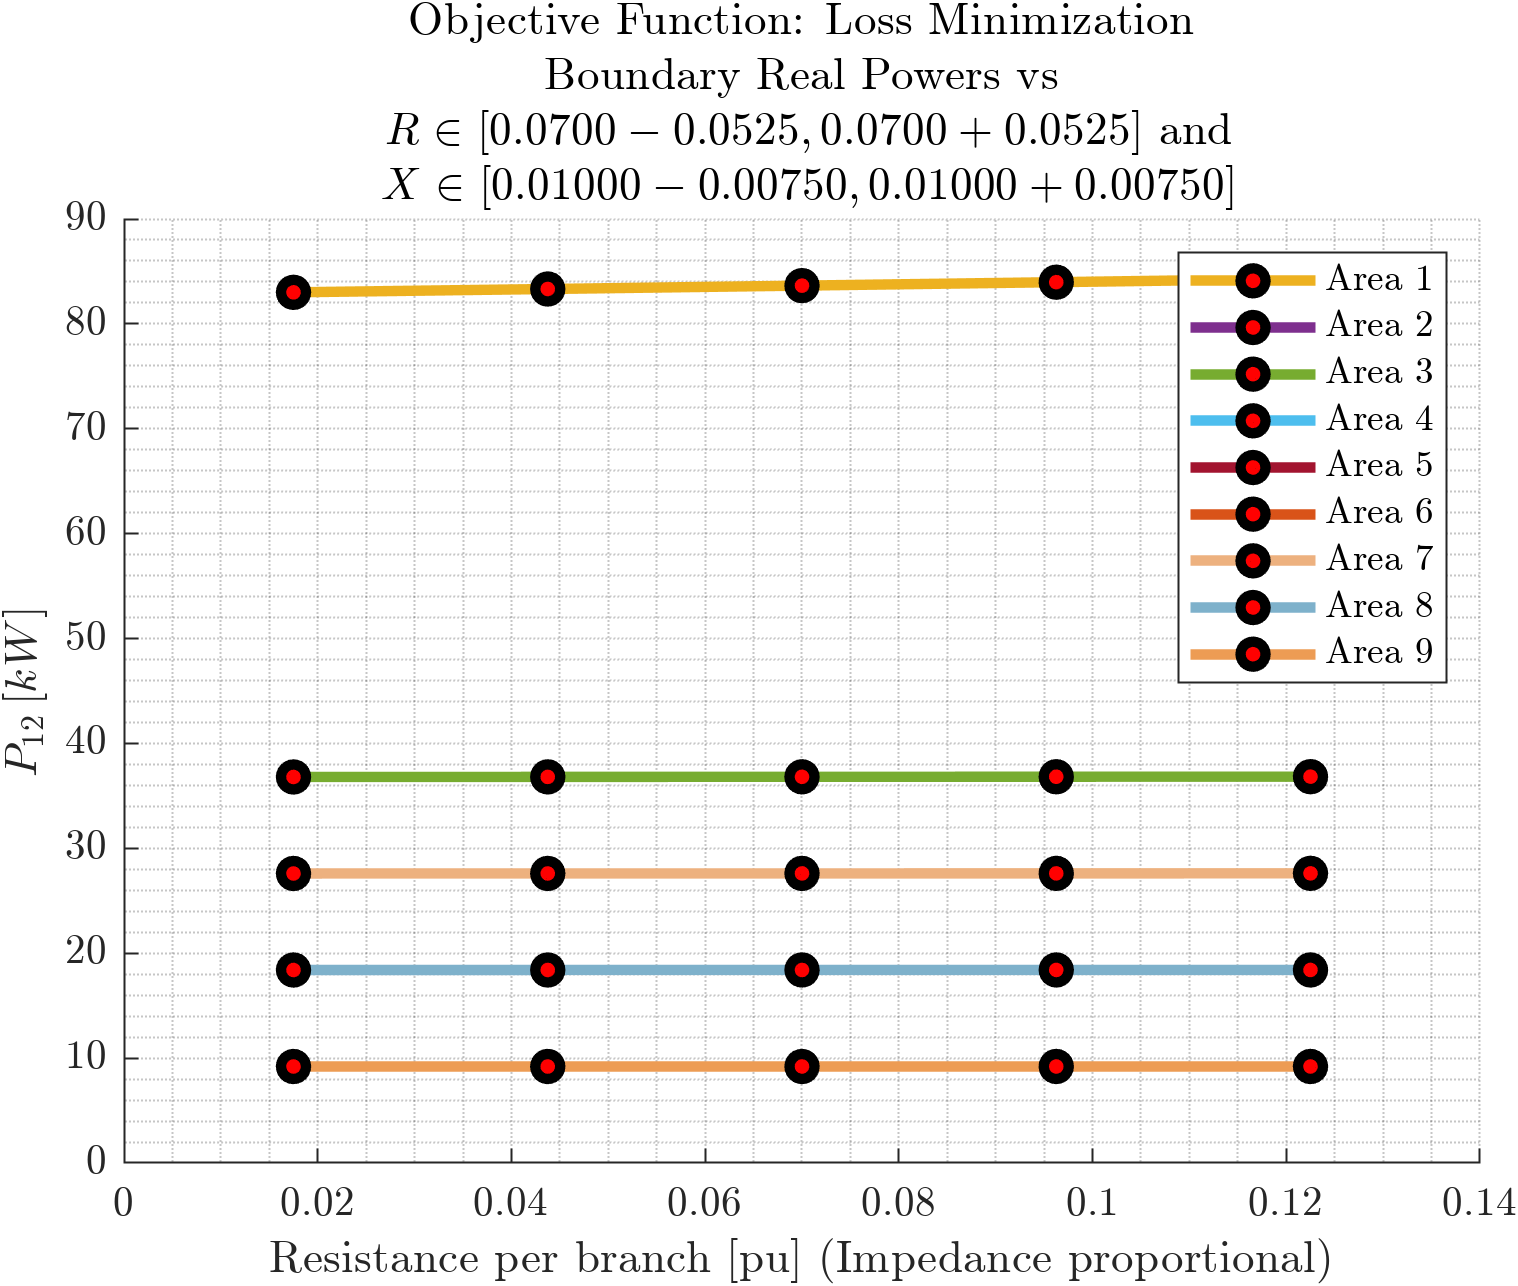 Objective Function: Loss Minimization
Boundary Real Powers vs
R ∈ [0.0700 − 0.0525, 0.0700 + 0.0525] and
X ∈ [0.01000 − 0.00750, 0.01000 + 0.00750]
90
80
70
60
50
40
30
20
10
0
P₁₂ [kW]
Area 1
Area 2
Area 3
Area 4
Area 5
Area 6
Area 7
Area 8
Area 9
0 0.02 0.04 0.06 0.08 0.1 0.12 0.14
Resistance per branch [pu] (Impedance proportional)